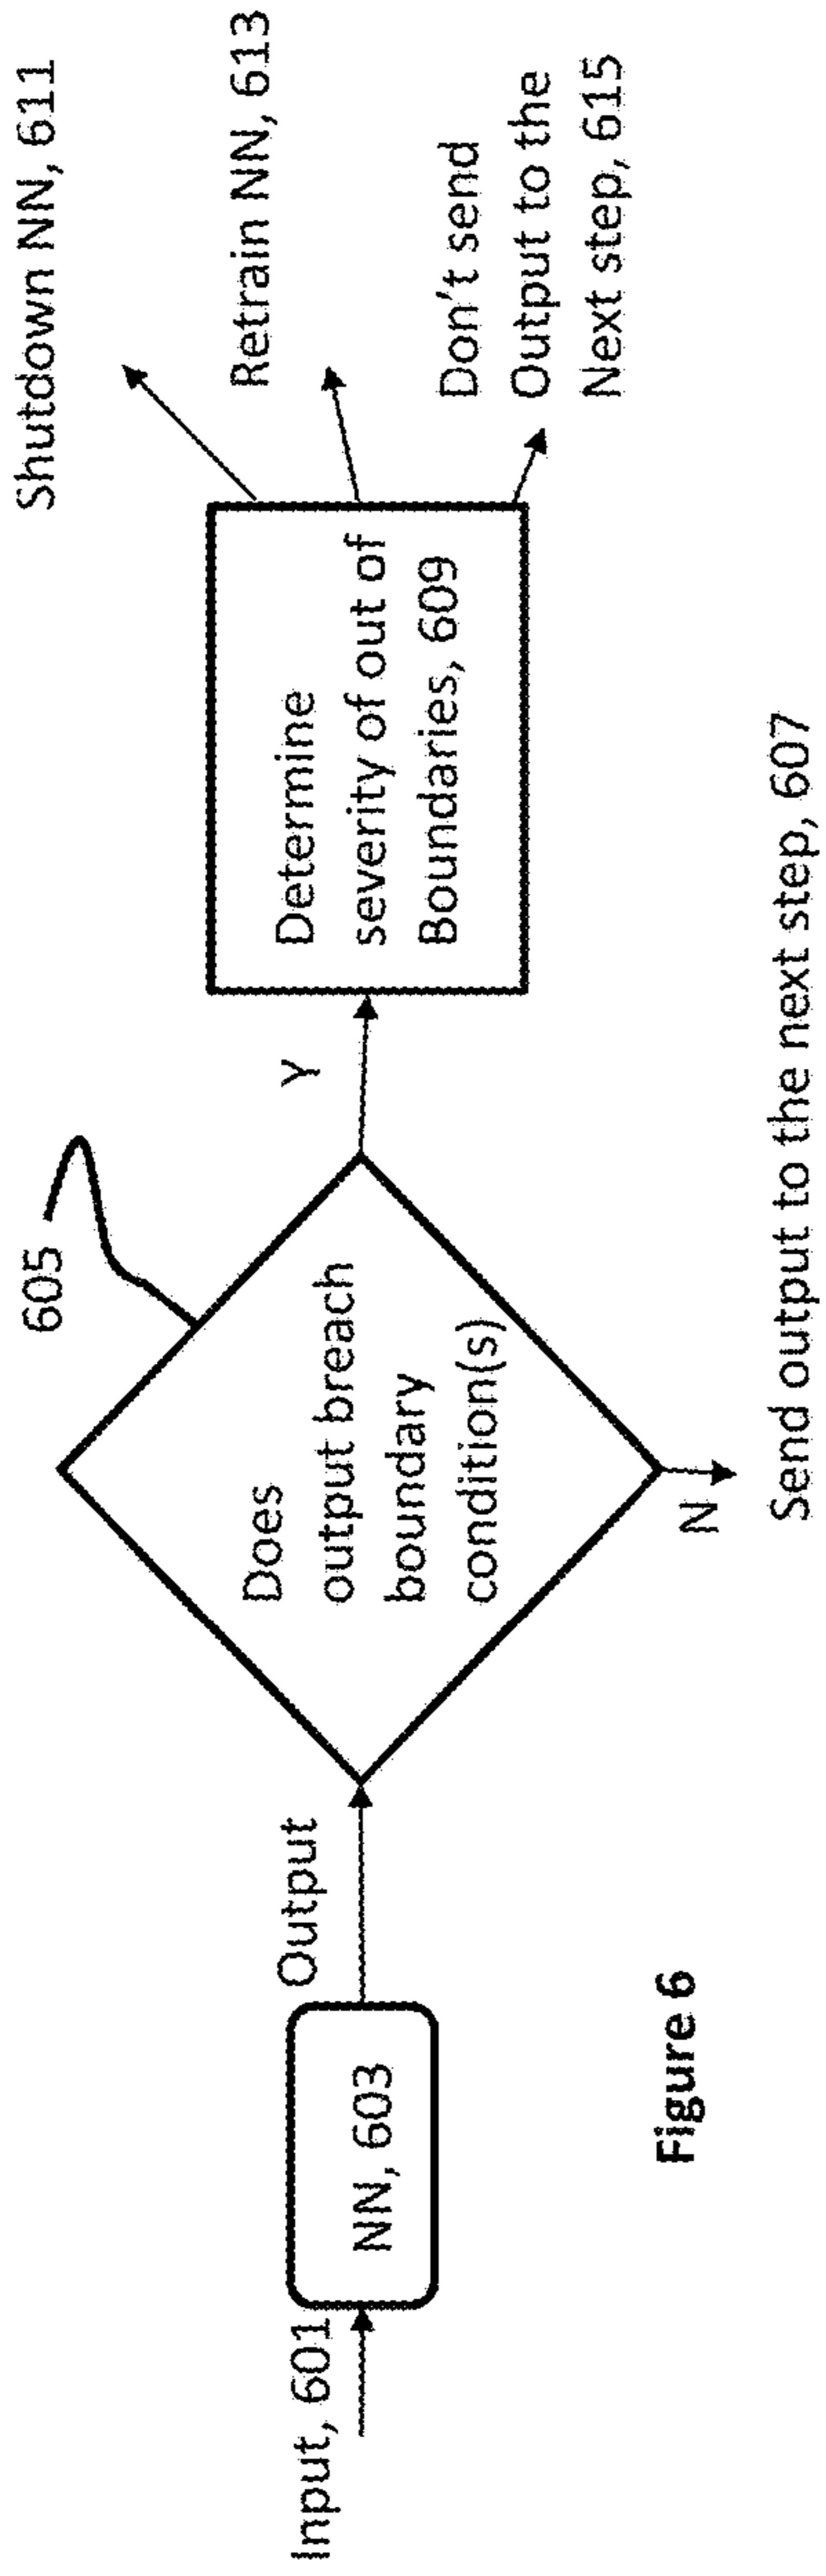 Input, 601
NN, 603
Output
605
Does
output breach
boundary
condition(s)
Y
N
Send output to the next step, 607
Determine
severity of out of
Boundaries, 609
Shutdown NN, 611
Retrain NN, 613
Don't send
Output to the
Next step, 615
Figure 6